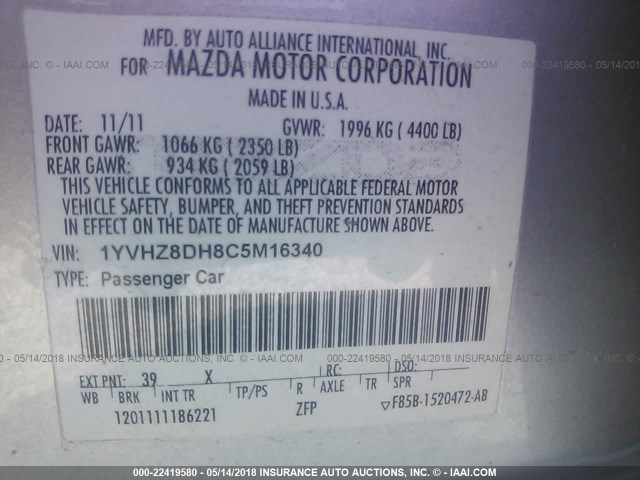 MFD. BY AUTO ALLIANCE INTERNATIONAL, INC.
FOR MAZDA MOTOR CORPORATION
MADE IN U.S.A.
DATE: 11/11 GVWR: 1996 KG ( 4400 LB)
FRONT GAWR: 1066 KG ( 2350 LB)
REAR GAWR: 934 KG ( 2059 LB)
THIS VEHICLE CONFORMS TO ALL APPLICABLE FEDERAL MOTOR
VEHICLE SAFETY, BUMPER, AND THEFT PREVENTION STANDARDS
IN EFFECT ON THE DATE OF MANUFACTURE SHOWN ABOVE.
VIN: 1YVHZ8DH8C5M16340
TYPE: Passenger Car
EXT PNT: 39 X RC: DSO:
WB BRK INT TR TP/PS R AXLE TR SPR
1201111186221 ZFP ▽F85B-1520472-AB
000-22419580 - 05/14/2018 INSURANCE AUTO AUCTIONS, INC. - © IAAI.COM